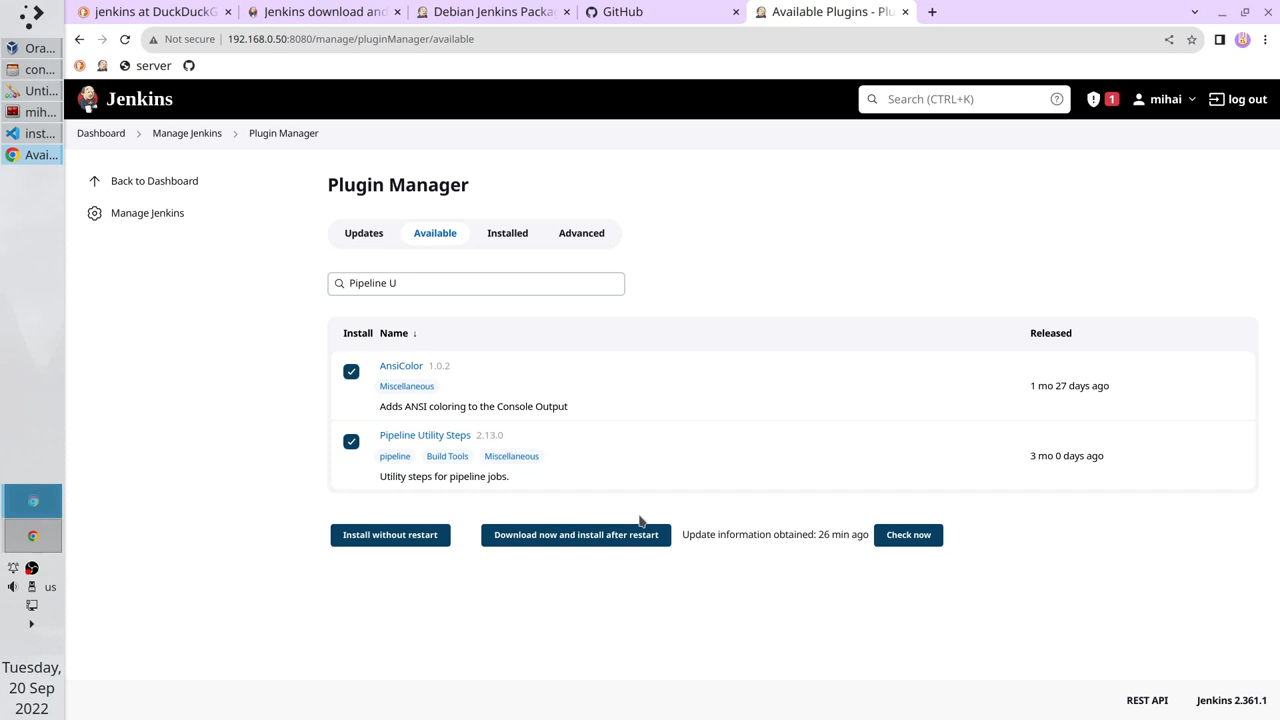 jenkins at DuckDuckG
Jenkins download and
Debian Jenkins Packa
GitHub
Available Plugins - Plu
Not secure
192.168.0.50:8080/manage/pluginManager/available
server
Jenkins
Search (CTRL+K)
1
mihai
log out
Dashboard
Manage Jenkins
Plugin Manager
Back to Dashboard
Manage Jenkins
Plugin Manager
Updates
Available
Installed
Advanced
Pipeline U
Install
Name ↓
Released
AnsiColor 1.0.2
Miscellaneous
Adds ANSI coloring to the Console Output
1 mo 27 days ago
Pipeline Utility Steps 2.13.0
pipeline
Build Tools
Miscellaneous
Utility steps for pipeline jobs.
3 mo 0 days ago
Install without restart
Download now and install after restart
Update information obtained: 26 min ago
Check now
REST API
Jenkins 2.361.1
Ora...
con...
Unti...
mih...
inst...
Avai...
us
Tuesday,
20 Sep
2022